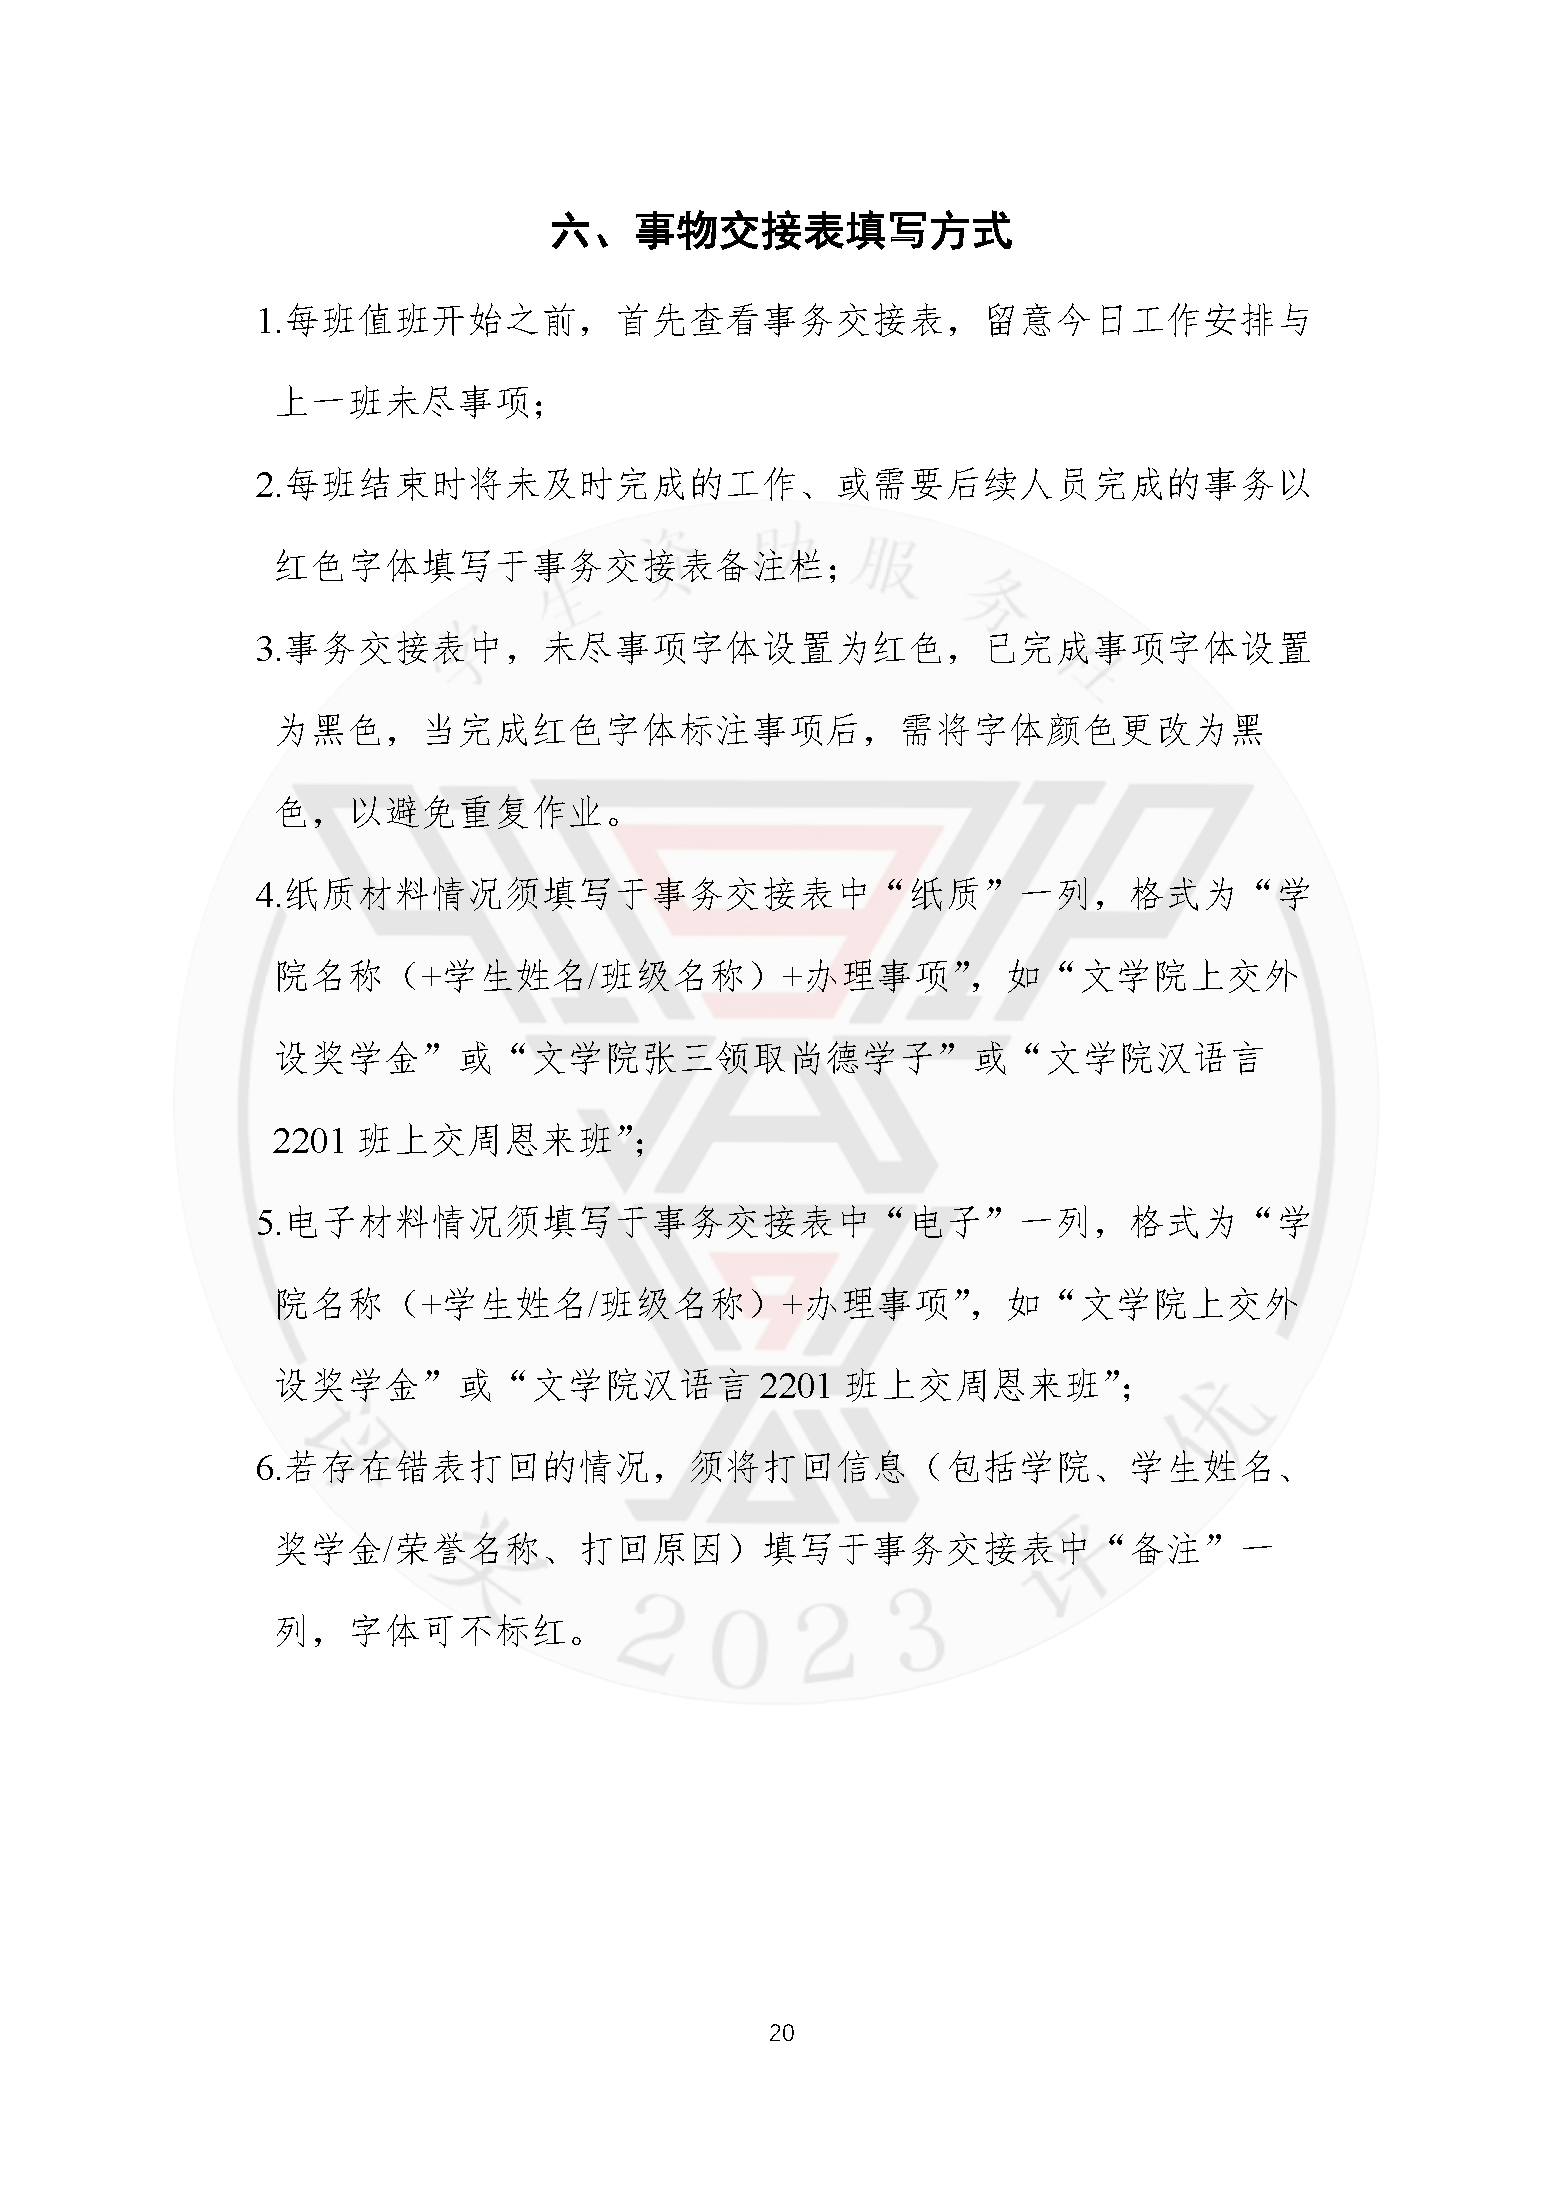 六、事物交接表填写方式
1.每班值班开始之前，首先查看事务交接表，留意今日工作安排与
上一班未尽事项；
2.每班结束时将未及时完成的工作、或需要后续人员完成的事务以
红色字体填写于事务交接表备注栏；
3.事务交接表中，未尽事项字体设置为红色，已完成事项字体设置
为黑色，当完成红色字体标注事项后，需将字体颜色更改为黑
色，以避免重复作业。
4.纸质材料情况须填写于事务交接表中“纸质”一列，格式为“学
院名称（+学生姓名/班级名称）+办理事项”，如“文学院上交外
设奖学金”或“文学院张三领取尚德学子”或“文学院汉语言
2201 班上交周恩来班”；
5.电子材料情况须填写于事务交接表中“电子”一列，格式为“学
院名称（+学生姓名/班级名称）+办理事项”，如“文学院上交外
设奖学金”或“文学院汉语言 2201 班上交周恩来班”；
6.若存在错表打回的情况，须将打回信息（包括学院、学生姓名、
奖学金/荣誉名称、打回原因）填写于事务交接表中“备注”一
列，字体可不标红。
学生资助服务社
评奖评优
2023
20